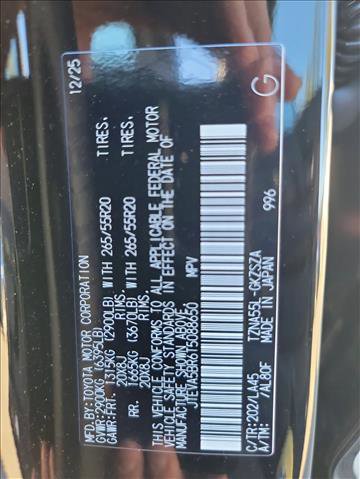 MFD.BY:TOYOTA MOTOR CORPORATION 12/25
GVWR:2900KG (6395LB)
GAWR:FRT. 1315KG (2900LB) WITH 265/55R20 TIRES,
20X8J RIMS,
RR. 1665KG (3670LB) WITH 265/55R20 TIRES,
20X8J RIMS
THIS VEHICLE CONFORMS TO ALL APPLICABLE FEDERAL MOTOR
VEHICLE SAFETY STANDARDS IN EFFECT ON THE DATE OF
MANUFACTURE SHOWN ABOVE.
MPV
C/TR:202/LA45 TZNA55L-GKZSZA
A/TM: /AL80F MADE IN JAPAN 996
G